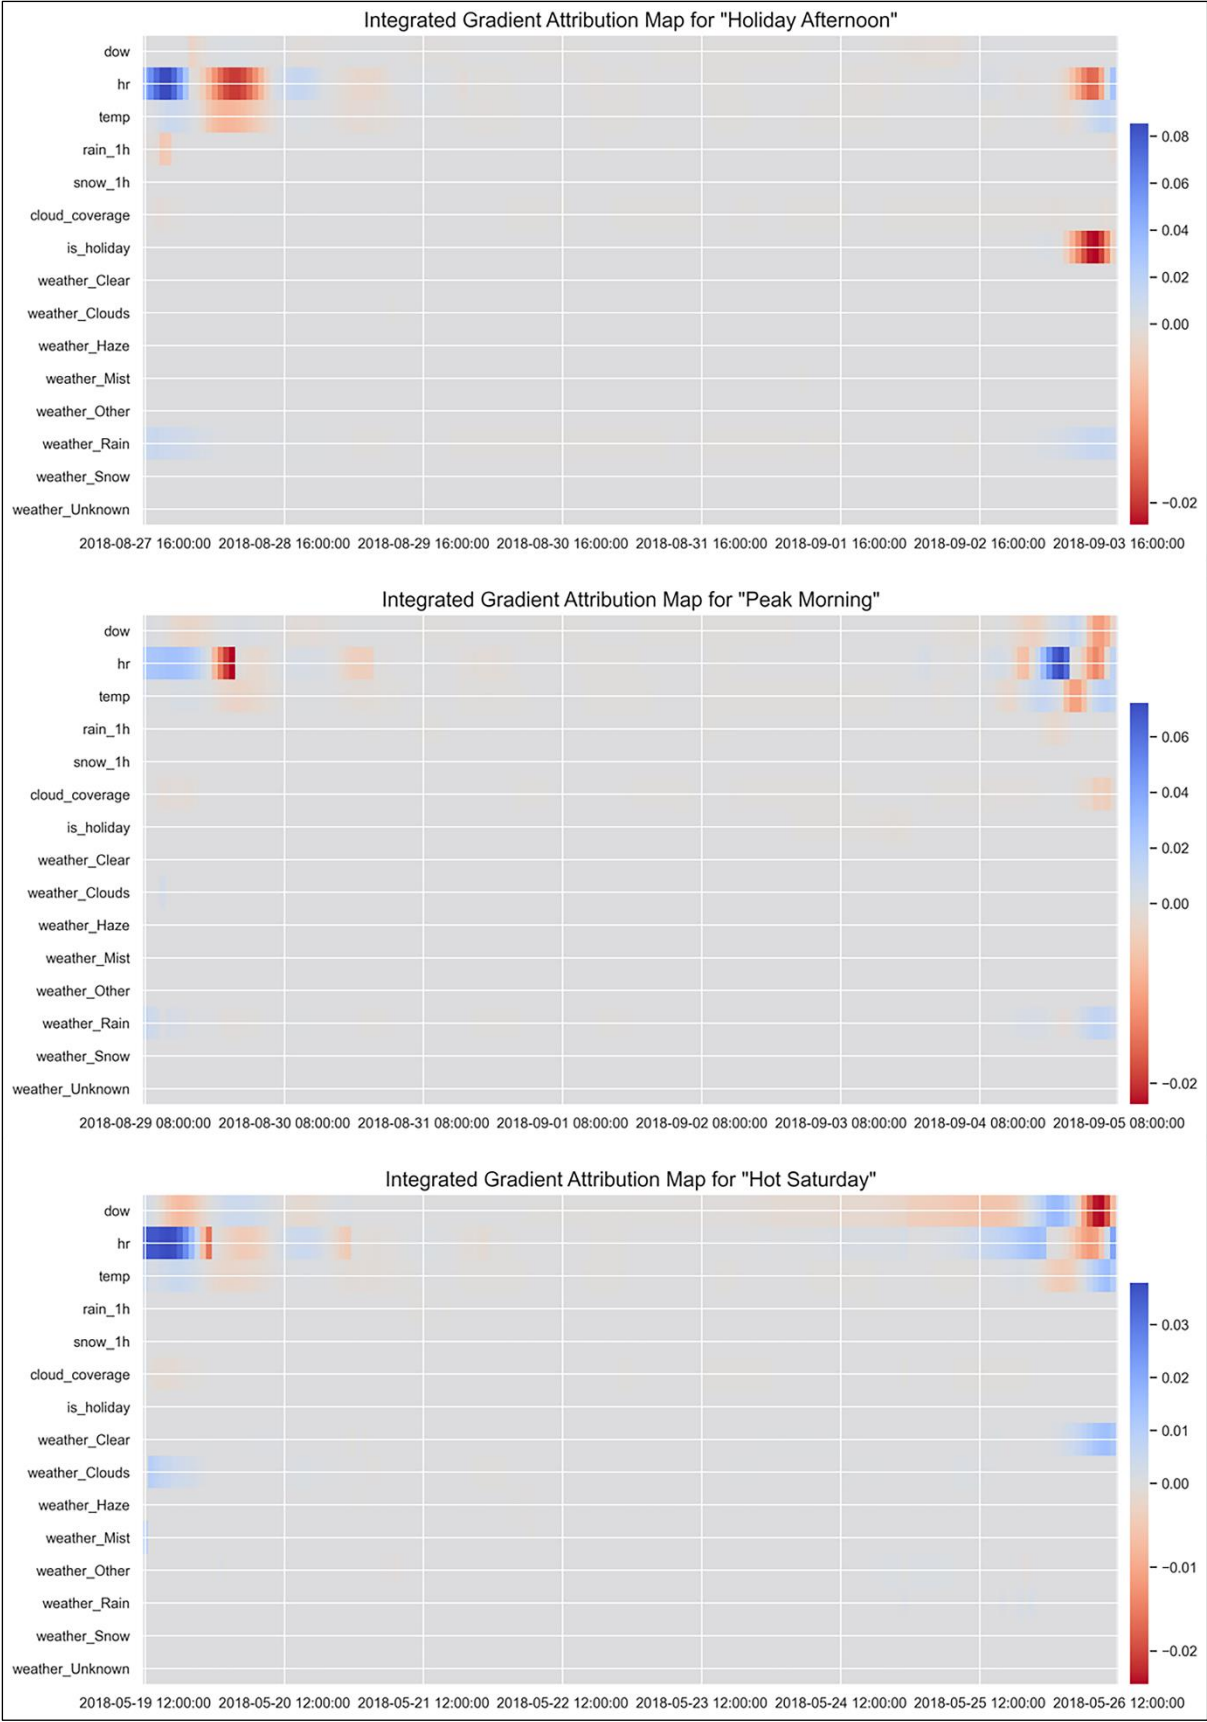 Integrated Gradient Attribution Map for "Holiday Afternoon"
dow
hr
temp
rain_1h
snow_1h
cloud_coverage
is_holiday
weather_Clear
weather_Clouds
weather_Haze
weather_Mist
weather_Other
weather_Rain
weather_Snow
weather_Unknown
0.08
0.06
0.04
0.02
0.00
−0.02
2018-08-27 16:00:00 2018-08-28 16:00:00 2018-08-29 16:00:00 2018-08-30 16:00:00 2018-08-31 16:00:00 2018-09-01 16:00:00 2018-09-02 16:00:00 2018-09-03 16:00:00
Integrated Gradient Attribution Map for "Peak Morning"
dow
hr
temp
rain_1h
snow_1h
cloud_coverage
is_holiday
weather_Clear
weather_Clouds
weather_Haze
weather_Mist
weather_Other
weather_Rain
weather_Snow
weather_Unknown
0.06
0.04
0.02
0.00
−0.02
2018-08-29 08:00:00 2018-08-30 08:00:00 2018-08-31 08:00:00 2018-09-01 08:00:00 2018-09-02 08:00:00 2018-09-03 08:00:00 2018-09-04 08:00:00 2018-09-05 08:00:00
Integrated Gradient Attribution Map for "Hot Saturday"
dow
hr
temp
rain_1h
snow_1h
cloud_coverage
is_holiday
weather_Clear
weather_Clouds
weather_Haze
weather_Mist
weather_Other
weather_Rain
weather_Snow
weather_Unknown
0.03
0.02
0.01
0.00
−0.01
−0.02
2018-05-19 12:00:00 2018-05-20 12:00:00 2018-05-21 12:00:00 2018-05-22 12:00:00 2018-05-23 12:00:00 2018-05-24 12:00:00 2018-05-25 12:00:00 2018-05-26 12:00:00